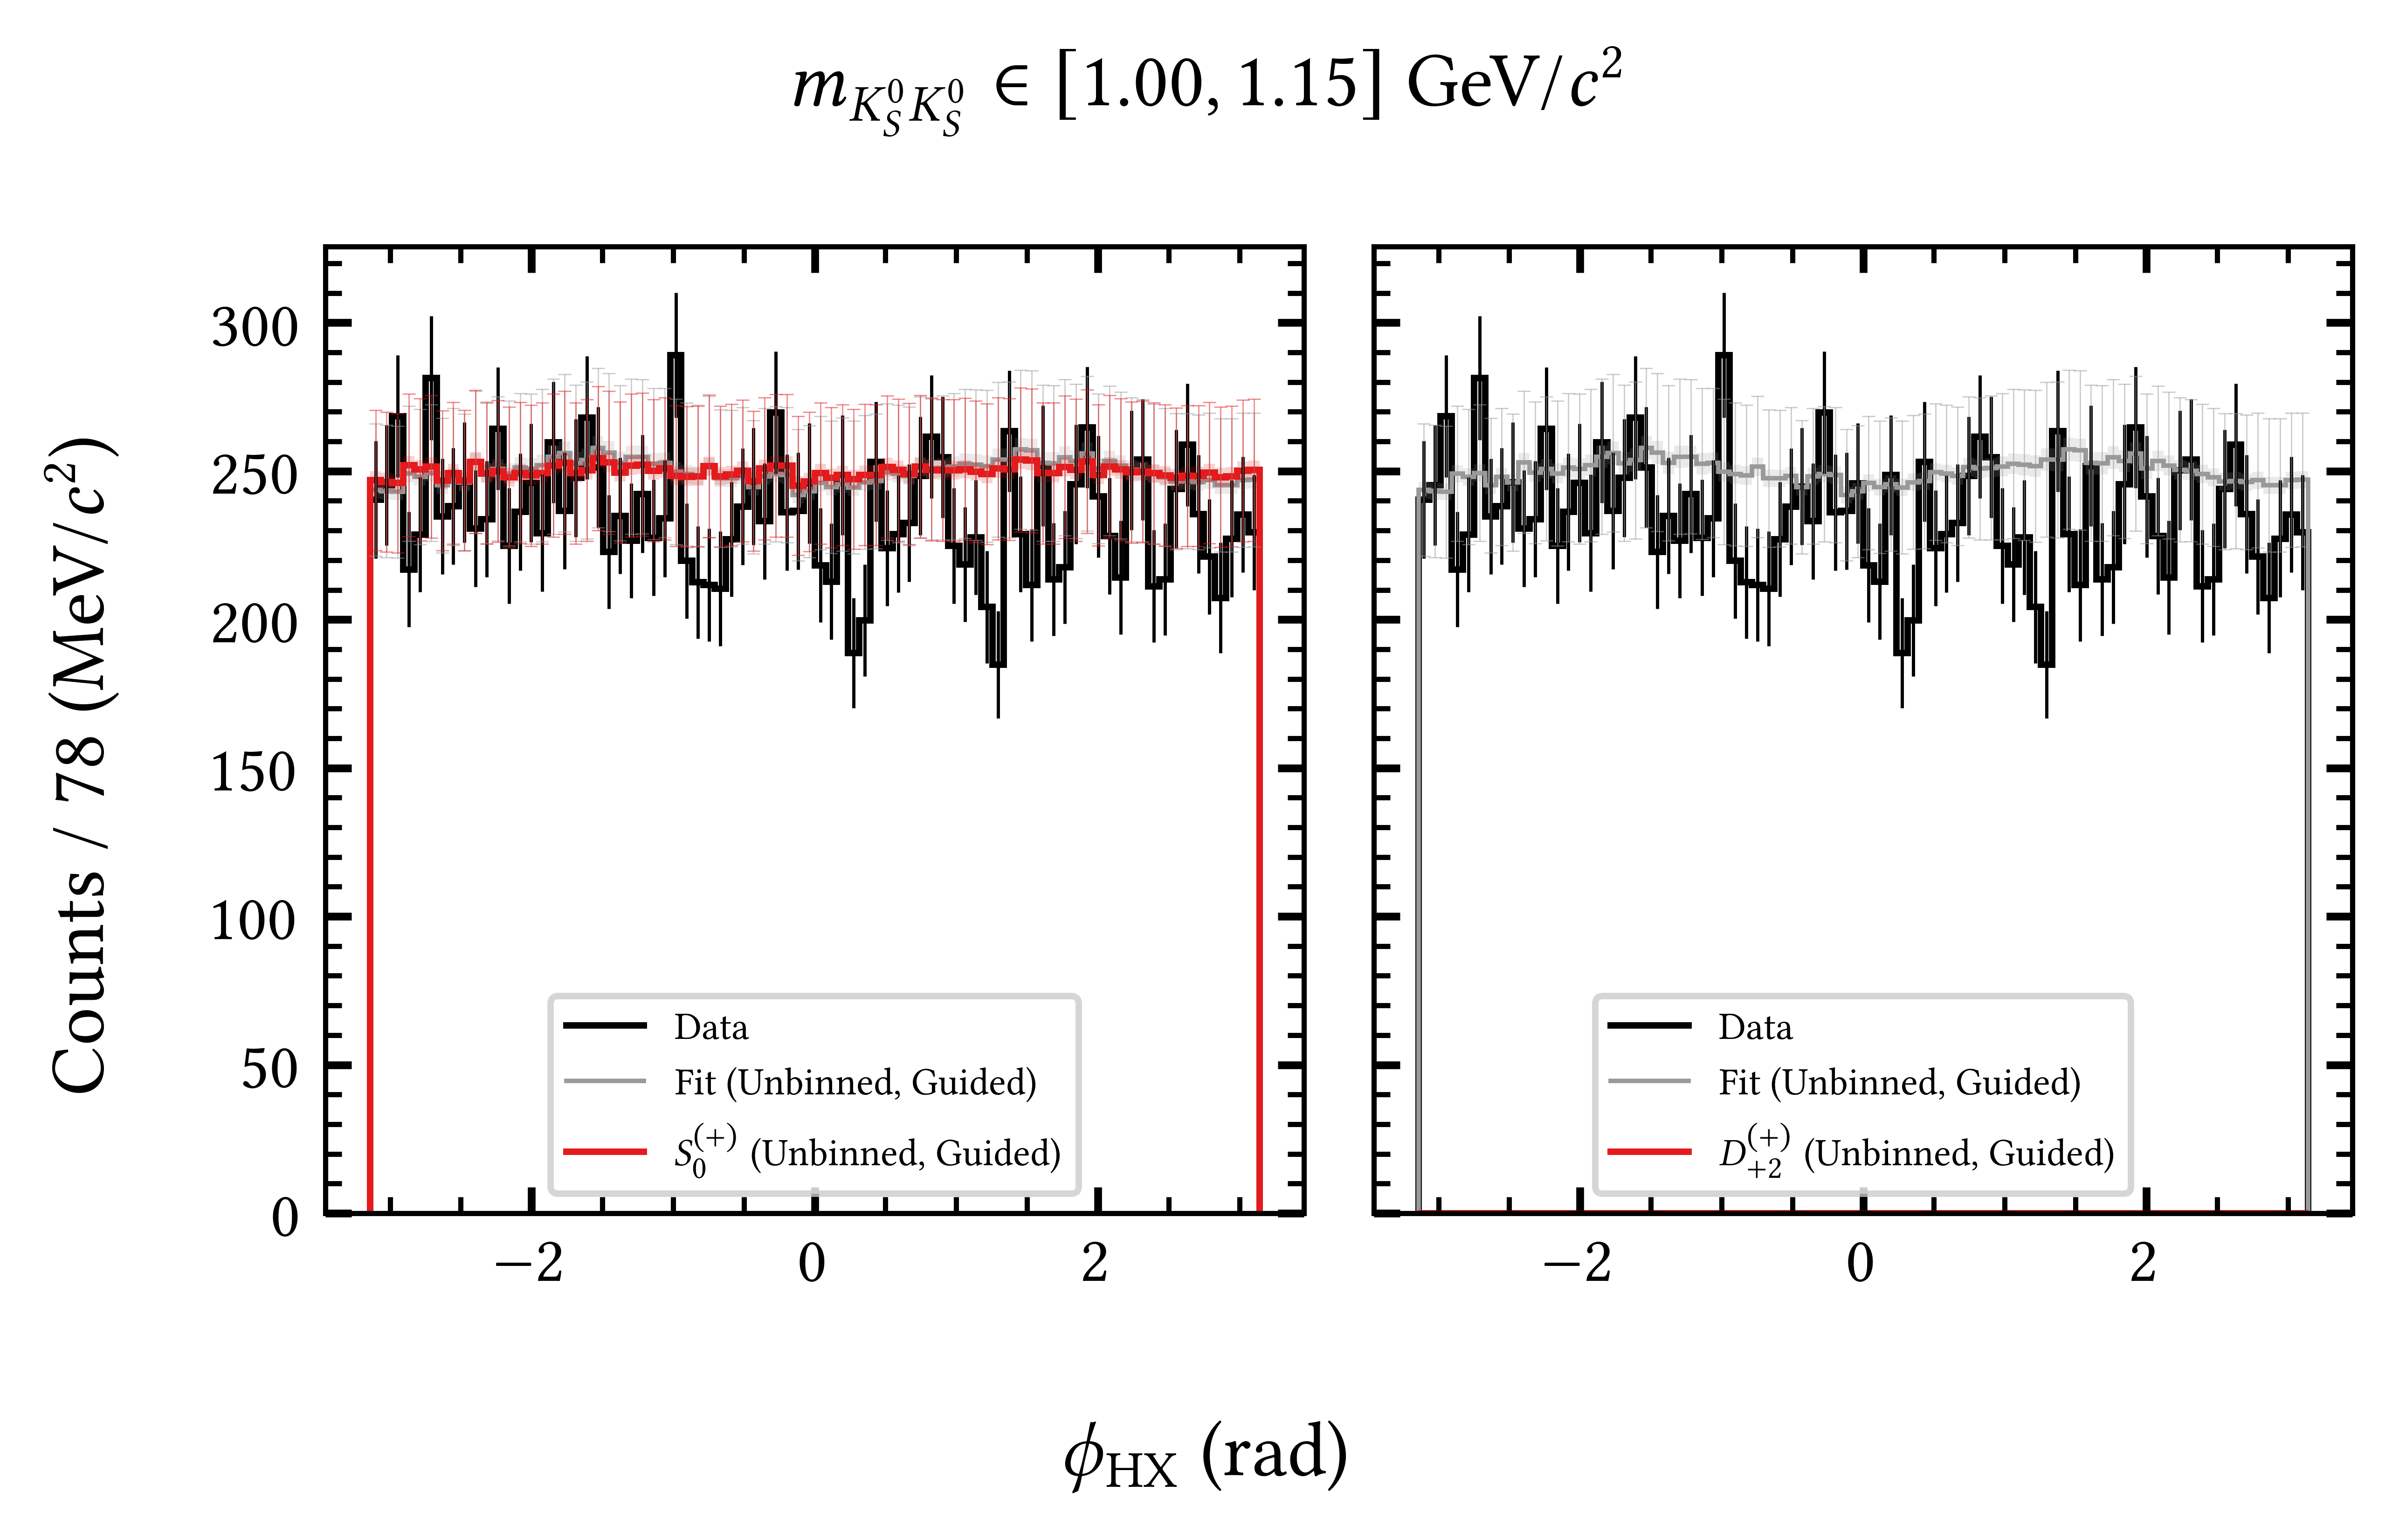 m_{K_S^0 K_S^0} ∈ [1.00, 1.15] GeV/c²
Counts / 78 (MeV/c²)
300
250
200
150
100
50
0
Data
Fit (Unbinned, Guided)
S_0^{(+)} (Unbinned, Guided)
Data
Fit (Unbinned, Guided)
D_{+2}^{(+)} (Unbinned, Guided)
−2 0 2
−2 0 2
ϕ_{HX} (rad)